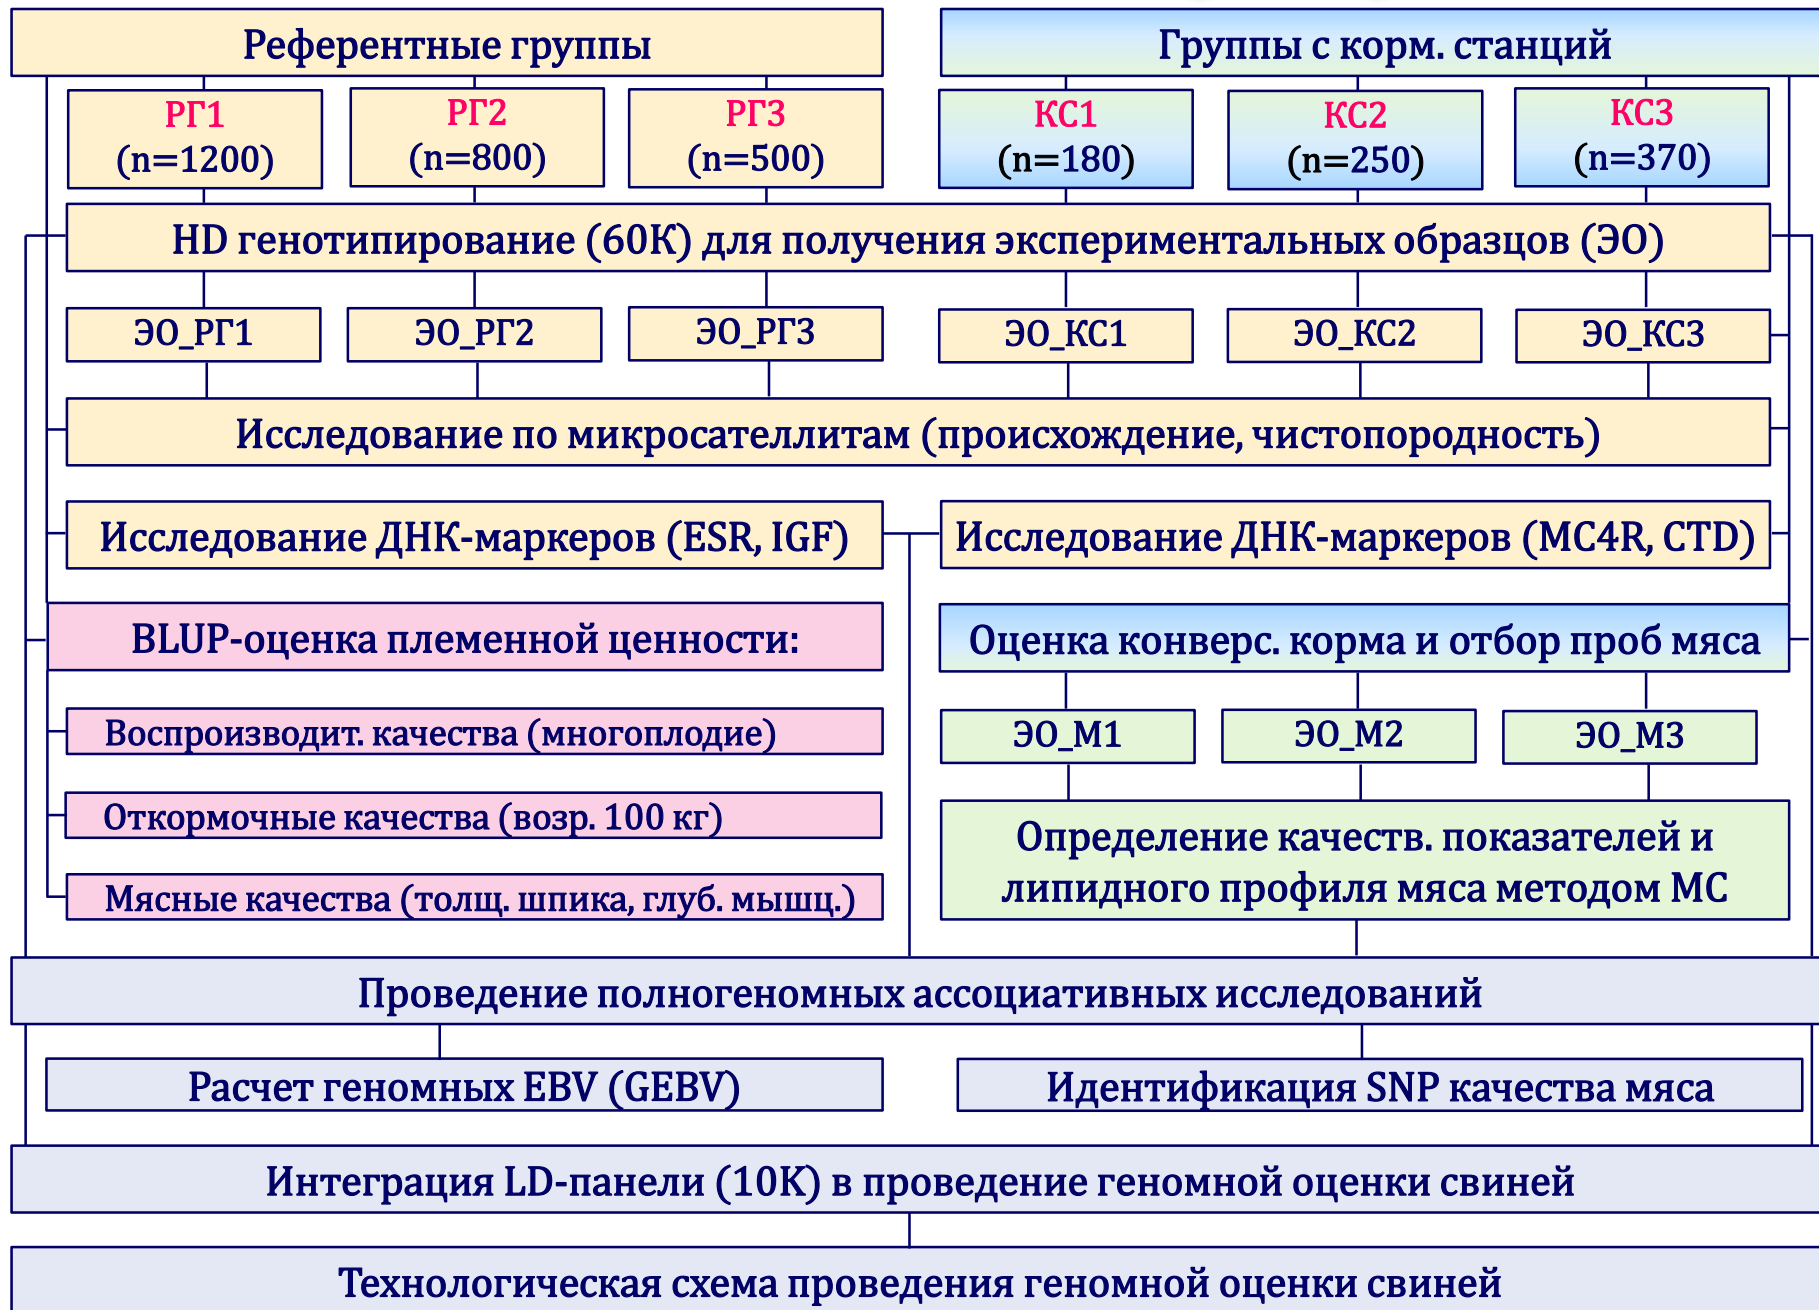 Референтные группы
Группы с корм. станций
РГ1
(n=1200)
РГ2
(n=800)
РГ3
(n=500)
КС1
(n=180)
КС2
(n=250)
КС3
(n=370)
HD генотипирование (60К) для получения экспериментальных образцов (ЭО)
ЭО_РГ1
ЭО_РГ2
ЭО_РГ3
ЭО_КС1
ЭО_КС2
ЭО_КС3
Исследование по микросателлитам (происхождение, чистопородность)
Исследование ДНК-маркеров (ESR, IGF)
Исследование ДНК-маркеров (MC4R, CTD)
BLUP-оценка племенной ценности:
Оценка конверс. корма и отбор проб мяса
Воспроизводит. качества (многоплодие)
ЭО_М1
ЭО_М2
ЭО_М3
Откормочные качества (возр. 100 кг)
Определение качеств. показателей и
липидного профиля мяса методом МС
Мясные качества (толщ. шпика, глуб. мышц.)
Проведение полногеномных ассоциативных исследований
Расчет геномных EBV (GEBV)
Идентификация SNP качества мяса
Интеграция LD-панели (10К) в проведение геномной оценки свиней
Технологическая схема проведения геномной оценки свиней